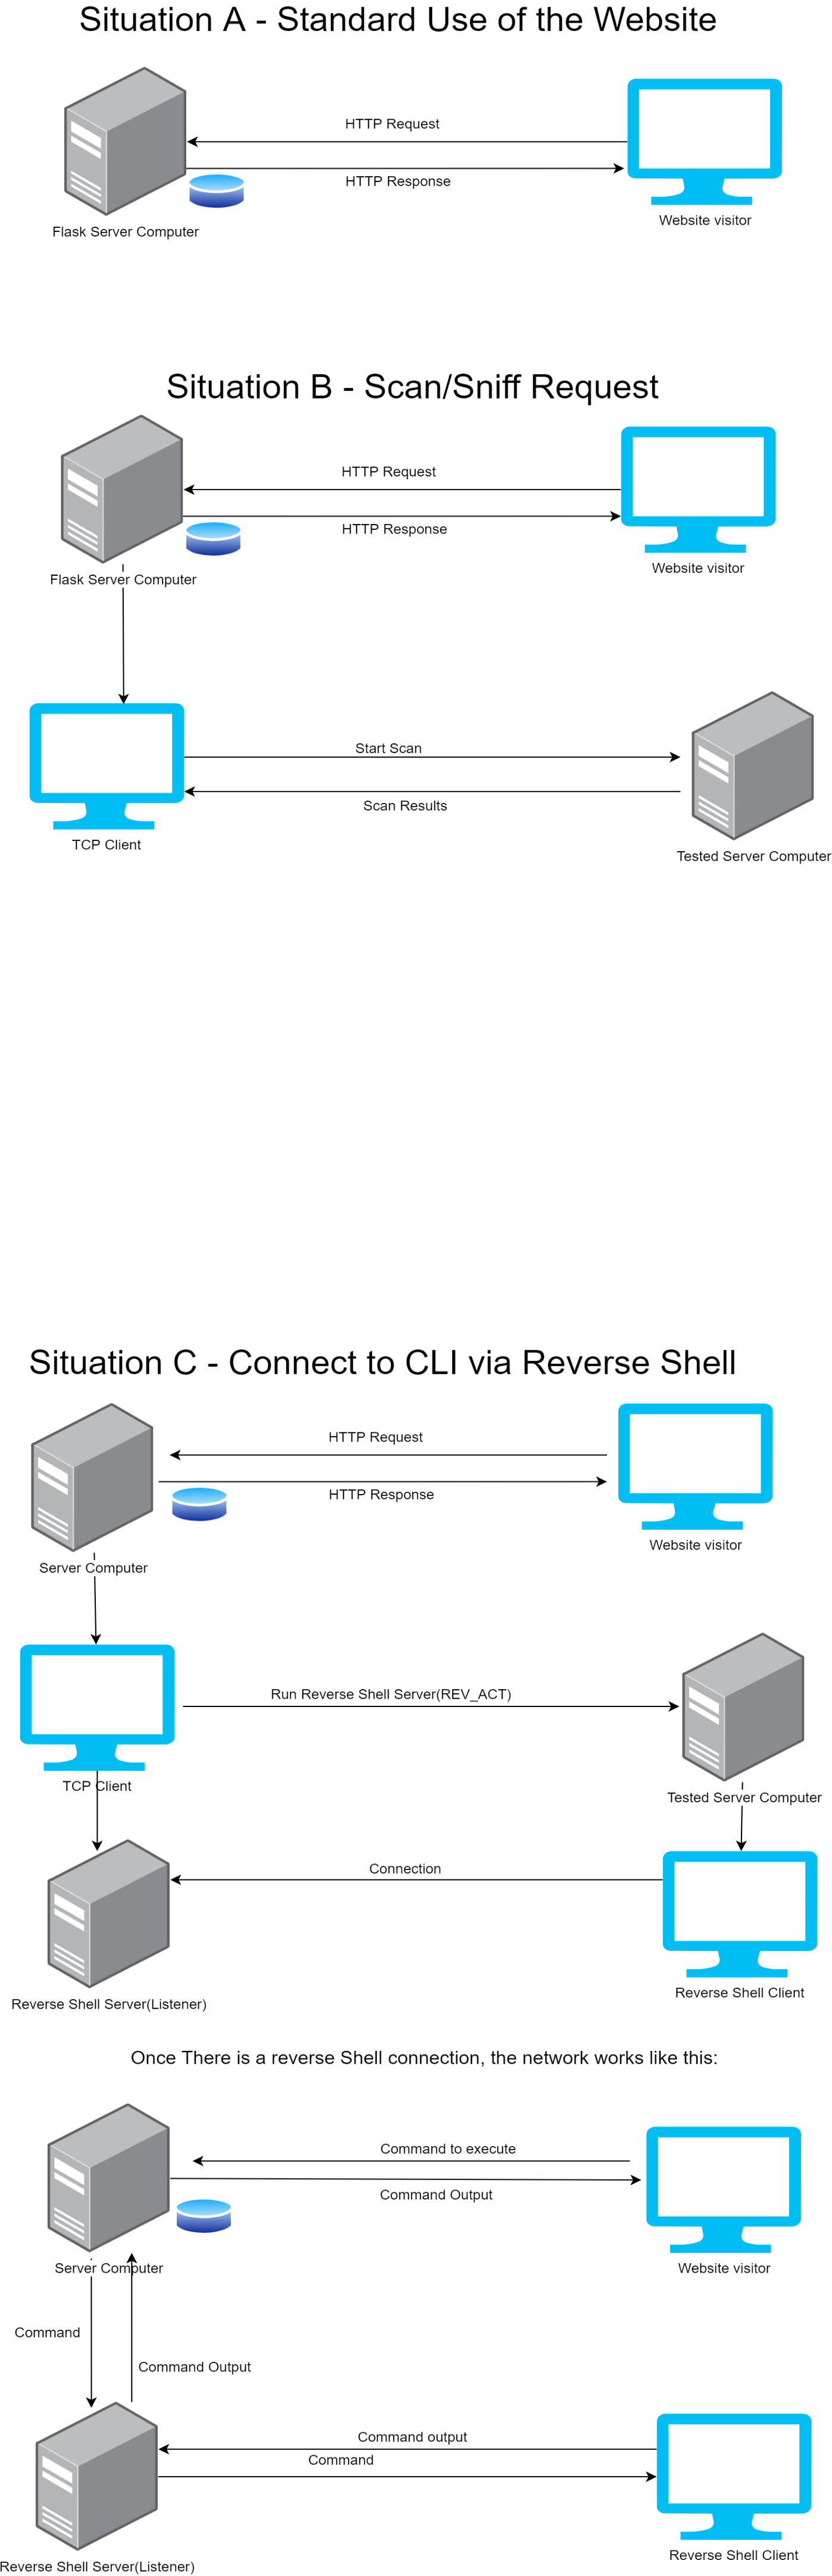 Situation A - Standard Use of the Website
HTTP Request
HTTP Response
Website visitor
Flask Server Computer
Situation B - Scan/Sniff Request
HTTP Request
HTTP Response
Website visitor
Flask Server Computer
Start Scan
Scan Results
TCP Client
Tested Server Computer
Situation C - Connect to CLI via Reverse Shell
HTTP Request
HTTP Response
Website visitor
Server Computer
Run Reverse Shell Server(REV_ACT)
TCP Client
Tested Server Computer
Connection
Reverse Shell Client
Reverse Shell Server(Listener)
Once There is a reverse Shell connection, the network works like this:
Command to execute
Command Output
Server Computer
Website visitor
Command
Command Output
Command output
Command
Reverse Shell Client
Reverse Shell Server(Listener)